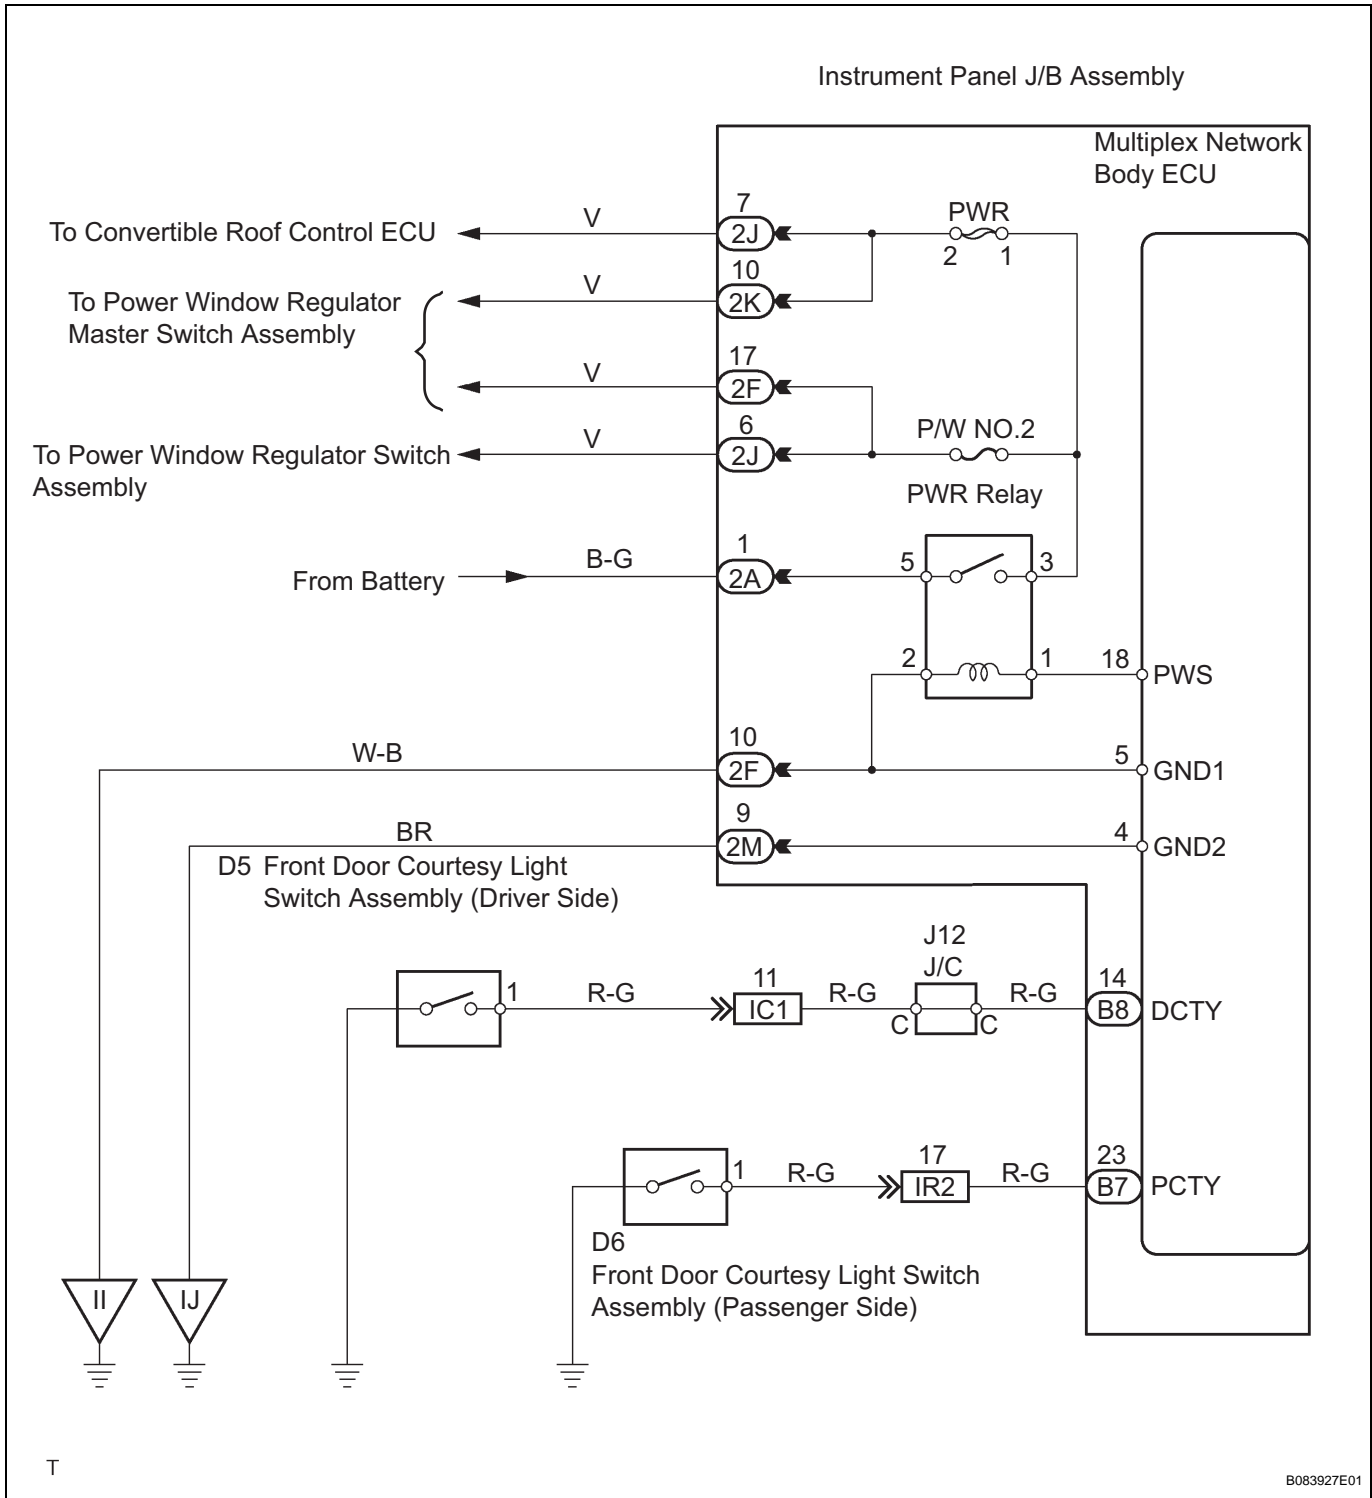 Instrument Panel J/B Assembly
Multiplex Network
Body ECU
7
V
PWR
To Convertible Roof Control ECU
2J
2 1
10
V
To Power Window Regulator
Master Switch Assembly
2K
17
V
2F
6
P/W NO.2
V
To Power Window Regulator Switch
Assembly
2J
PWR Relay
1
B-G
5
3
From Battery
2A
2
1
18
PWS
10
W-B
5
2F
GND1
9
BR
4
2M
GND2
D5 Front Door Courtesy Light
Switch Assembly (Driver Side)
J12
J/C
11
14
1
R-G
R-G
R-G
IC1
C
C
B8
DCTY
17
23
1
R-G
R-G
IR2
B7
PCTY
D6
Front Door Courtesy Light Switch
Assembly (Passenger Side)
II
IJ
T
B083927E01